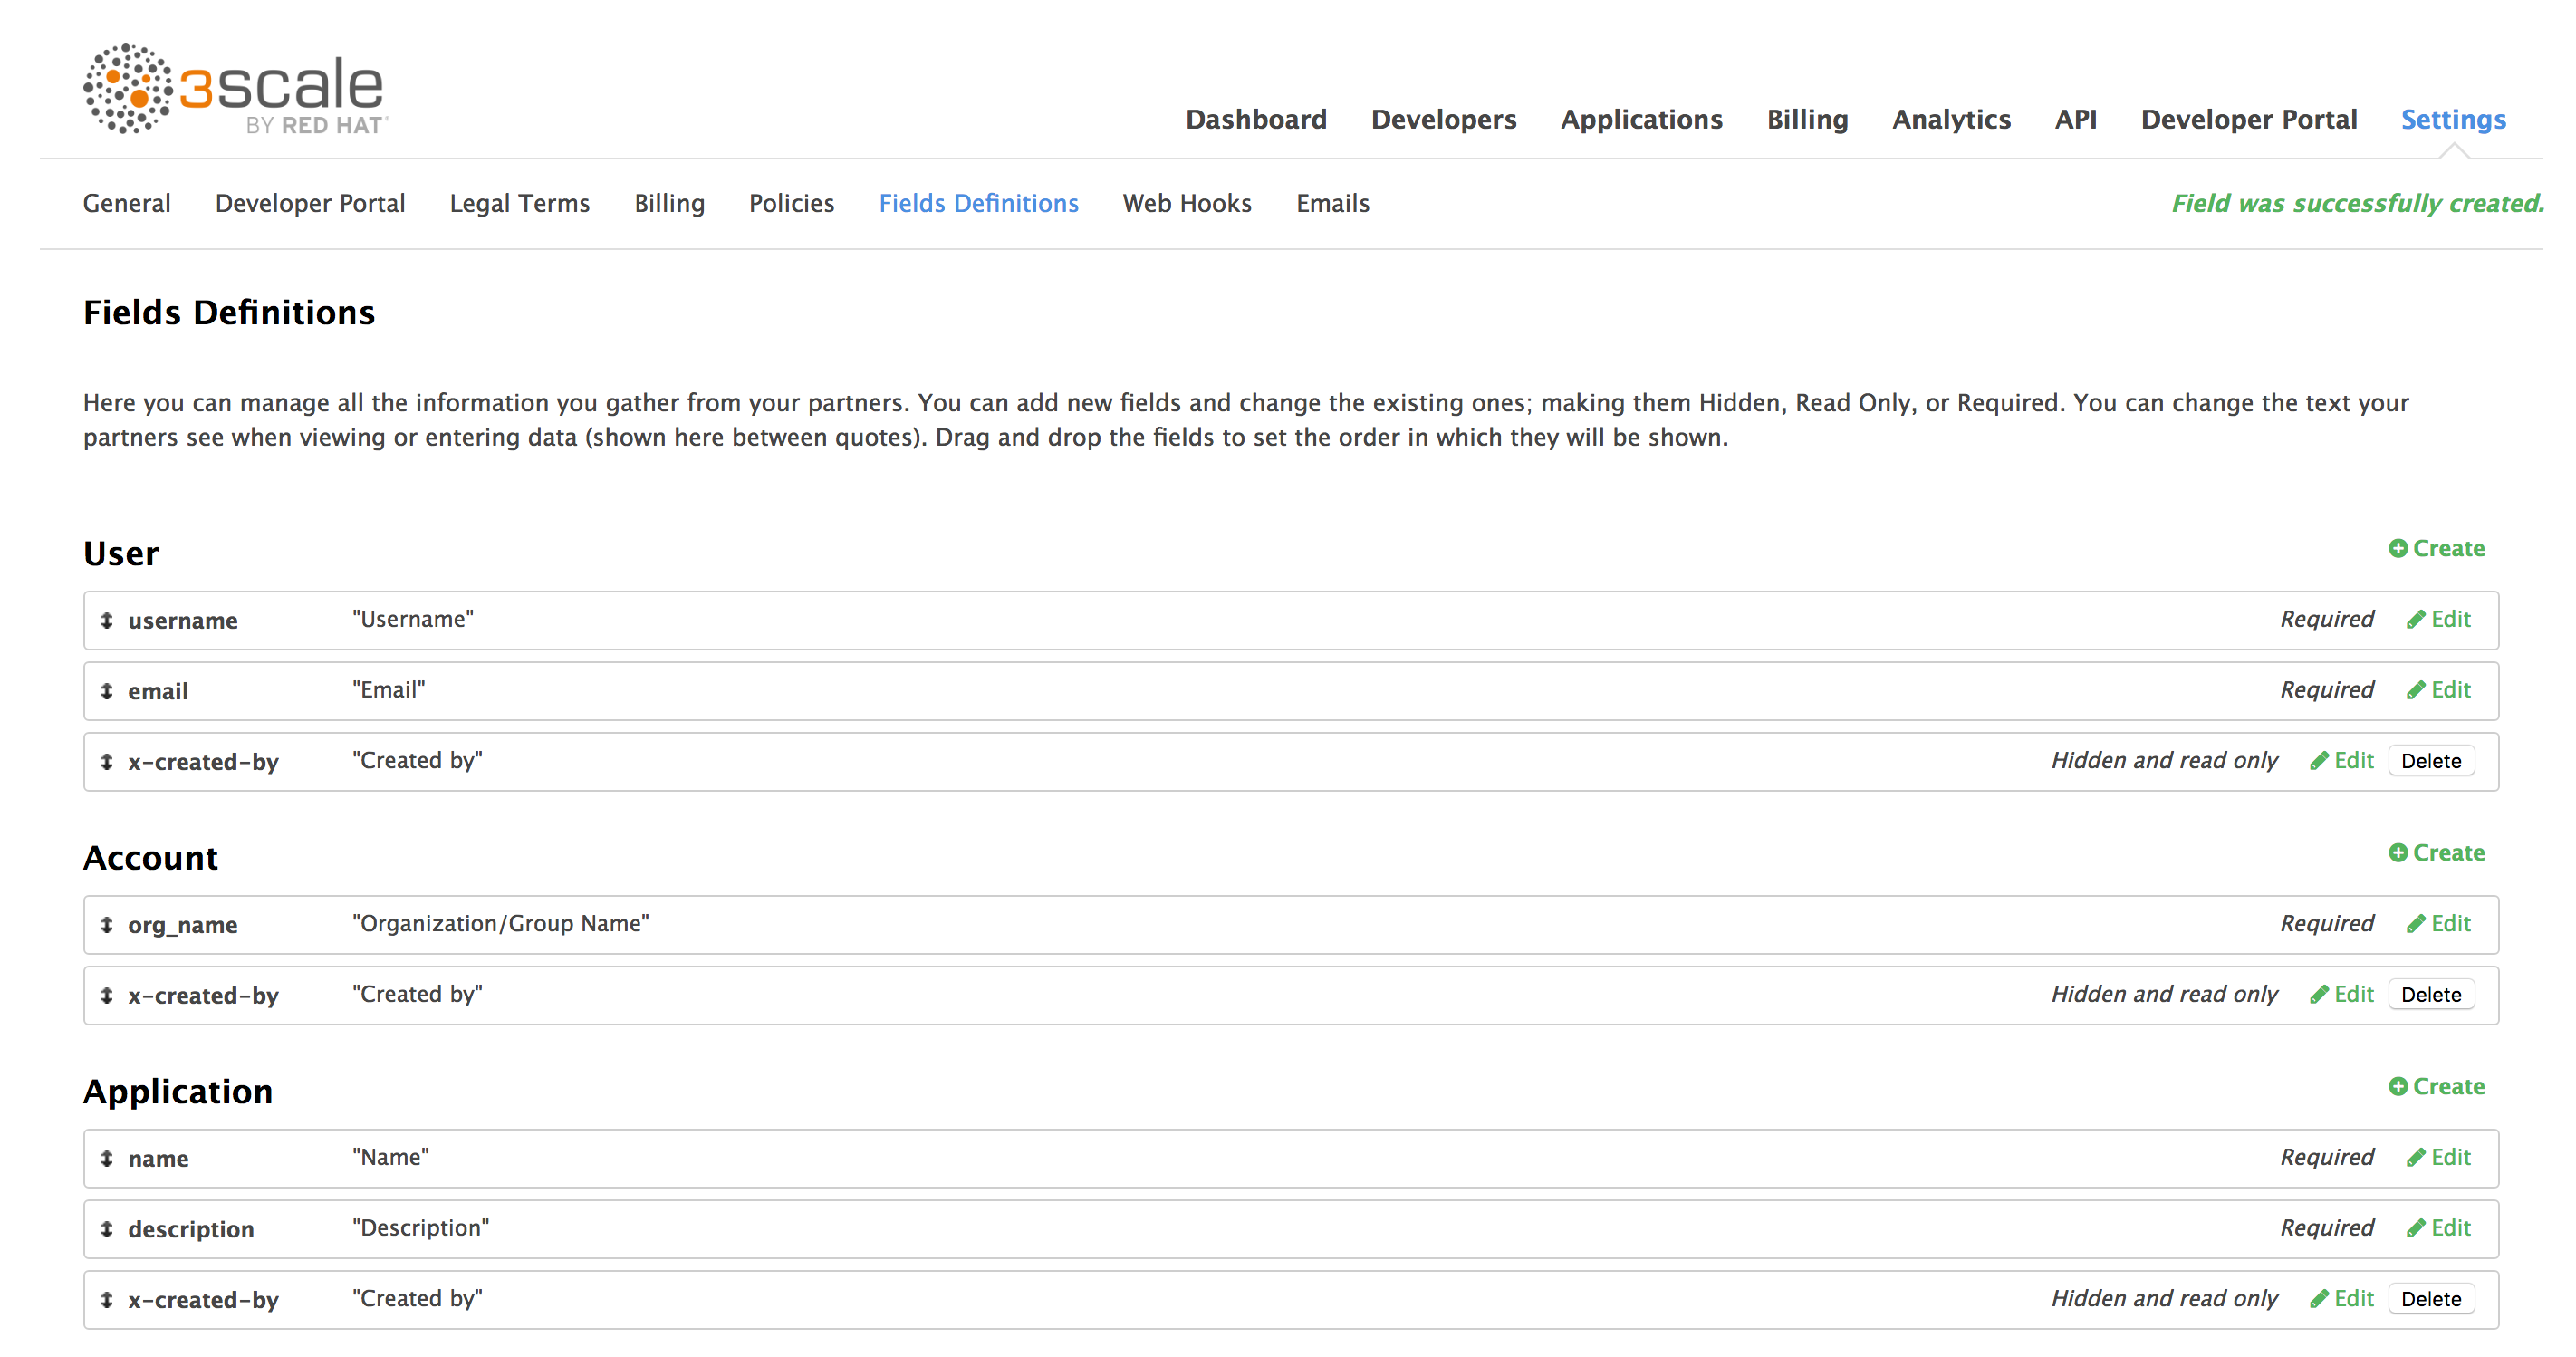 3scale
BY RED HAT
Dashboard Developers Applications Billing Analytics API Developer Portal Settings
General Developer Portal Legal Terms Billing Policies Fields Definitions Web Hooks Emails Field was successfully created.
Fields Definitions
Here you can manage all the information you gather from your partners. You can add new fields and change the existing ones; making them Hidden, Read Only, or Required. You can change the text your
partners see when viewing or entering data (shown here between quotes). Drag and drop the fields to set the order in which they will be shown.
User Create
username "Username" Required Edit
email "Email" Required Edit
x-created-by "Created by" Hidden and read only Edit Delete
Account Create
org_name "Organization/Group Name" Required Edit
x-created-by "Created by" Hidden and read only Edit Delete
Application Create
name "Name" Required Edit
description "Description" Required Edit
x-created-by "Created by" Hidden and read only Edit Delete